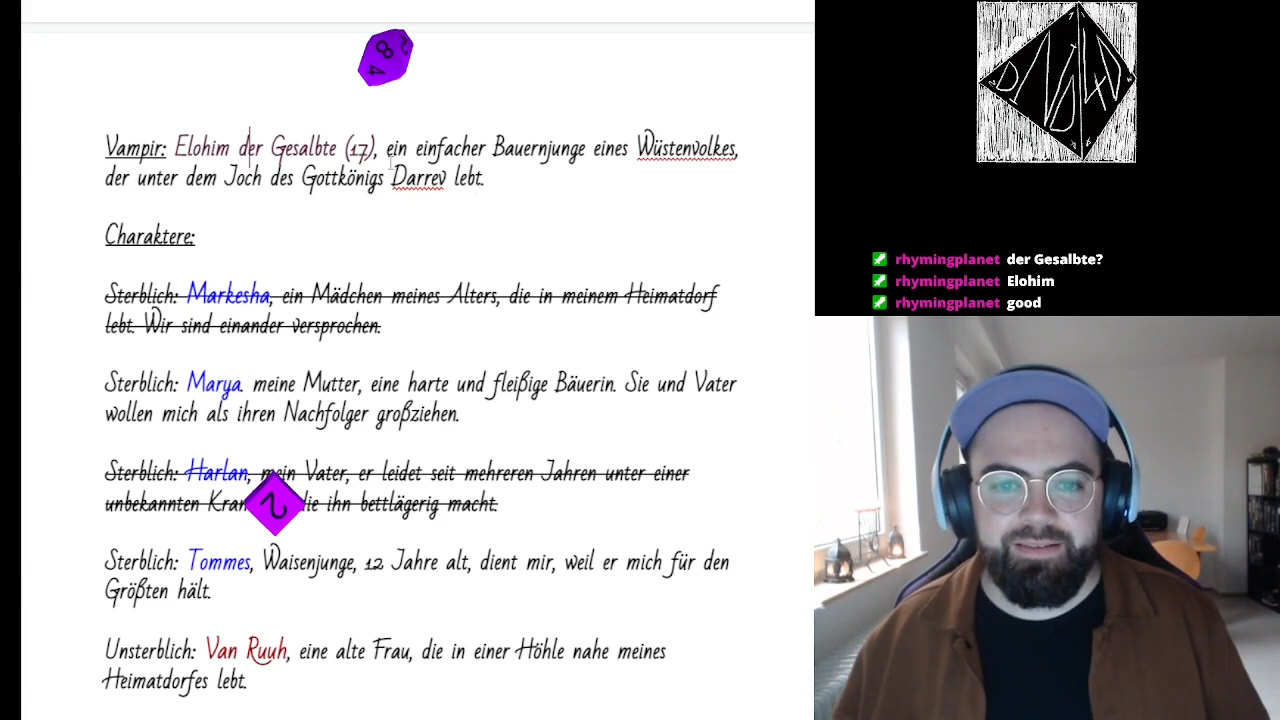 8
4
Vampir: Elohim der Gesalbte (17), ein einfacher Bauernjunge eines Wüstenvolkes,
der unter dem Joch des Gottkönigs Darrev lebt.
Charaktere:
Sterblich: Markesha, ein Mädchen meines Alters, die in meinem Heimatdorf
lebt. Wir sind einander versprochen.
Sterblich: Marya. meine Mutter, eine harte und fleißige Bäuerin. Sie und Vater
wollen mich als ihren Nachfolger großziehen.
Sterblich: Harlan, mein Vater, er leidet seit mehreren Jahren unter einer
unbekannten die ihn bettlägerig macht.
2
Sterblich: Tommes, Waisenjunge, 12 Jahre alt, dient mir, weil er mich für den
Größten hält.
Unsterblich: Van Ruuh, eine alte Frau, die in einer Höhle nahe meines
Heimatdorfes lebt.
rhymingplanet der Gesalbte?
rhymingplanet Elohim
rhymingplanet good